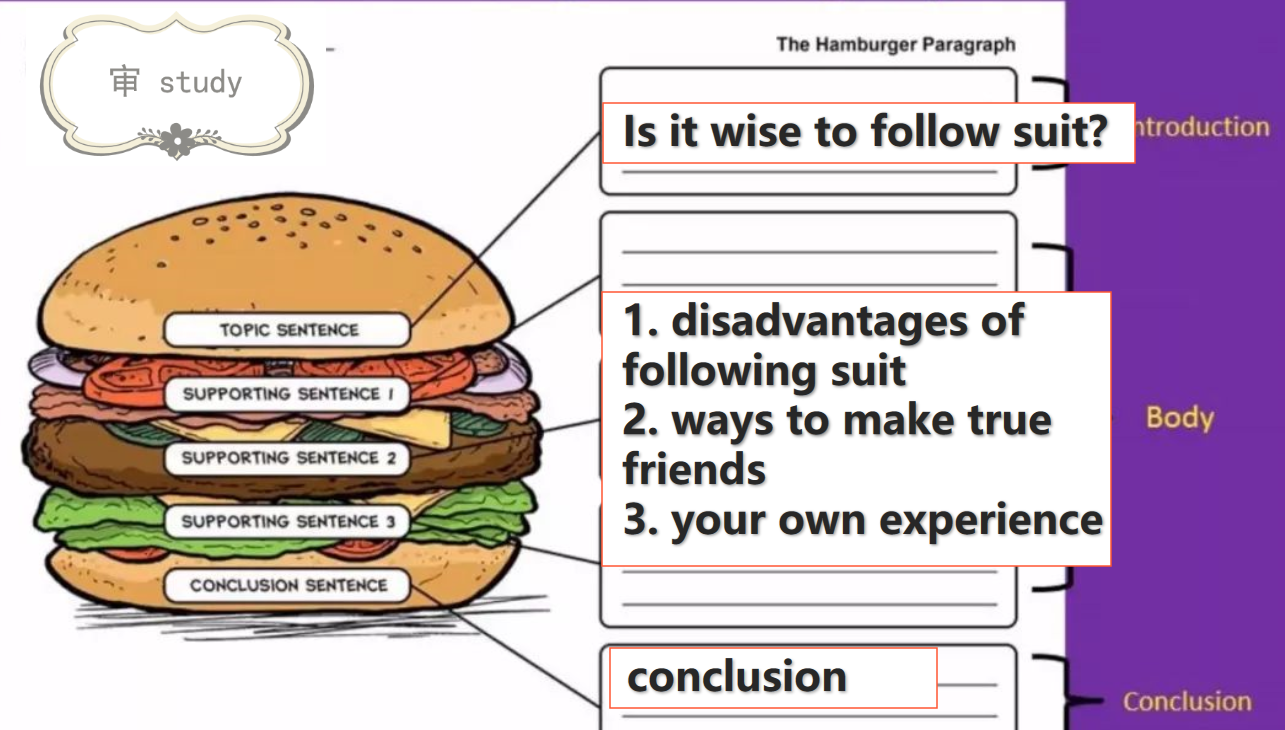 审 study
The Hamburger Paragraph
Is it wise to follow suit?
ntroduction
TOPIC SENTENCE
SUPPORTING SENTENCE 1
SUPPORTING SENTENCE 2
SUPPORTING SENTENCE 3
CONCLUSION SENTENCE
1. disadvantages of
following suit
2. ways to make true
friends
3. your own experience
Body
conclusion
Conclusion